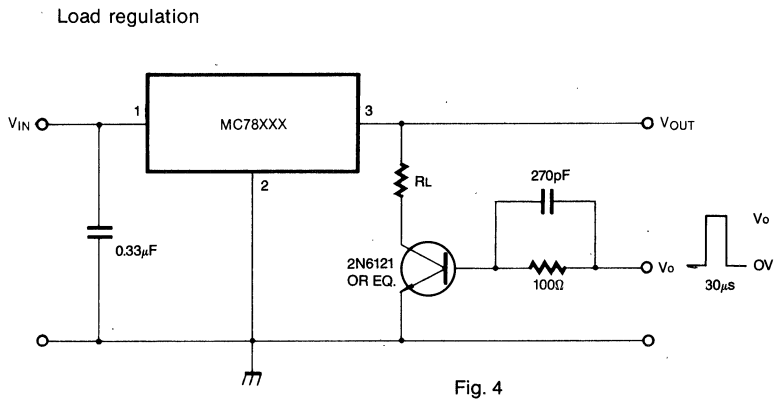 Load regulation
VIN
1
MC78XXX
3
VOUT
2
RL
270pF
0.33μF
2N6121
OR EQ.
100Ω
Vo
Vo
OV
30μs
Fig. 4